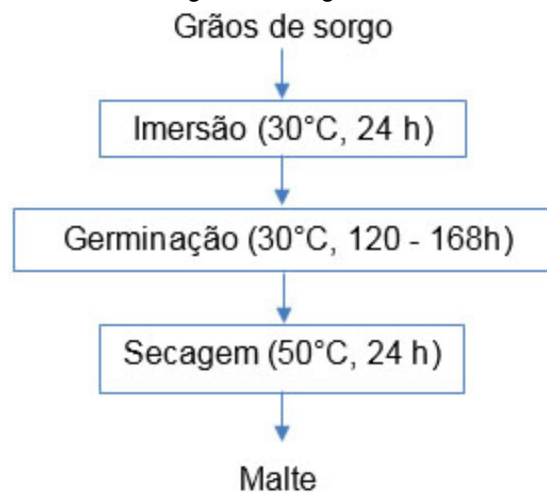 Grãos de sorgo
Imersão (30°C, 24 h)
Germinação (30°C, 120 - 168h)
Secagem (50°C, 24 h)
Malte